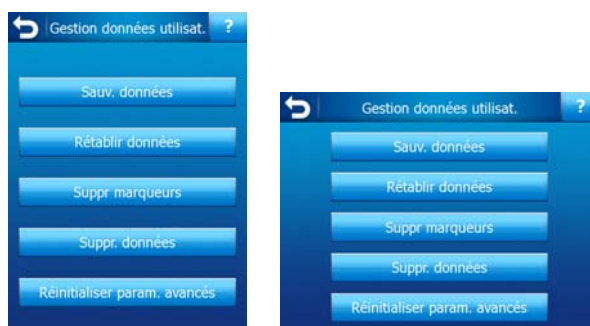 Gestion données utilisat. ?
Sauv. données
Rétablir données
Suppr marqueurs
Suppr. données
Réinitialiser param. avancés
Gestion données utilisat. ?
Sauv. données
Rétablir données
Suppr marqueurs
Suppr. données
Réinitialiser param. avancés